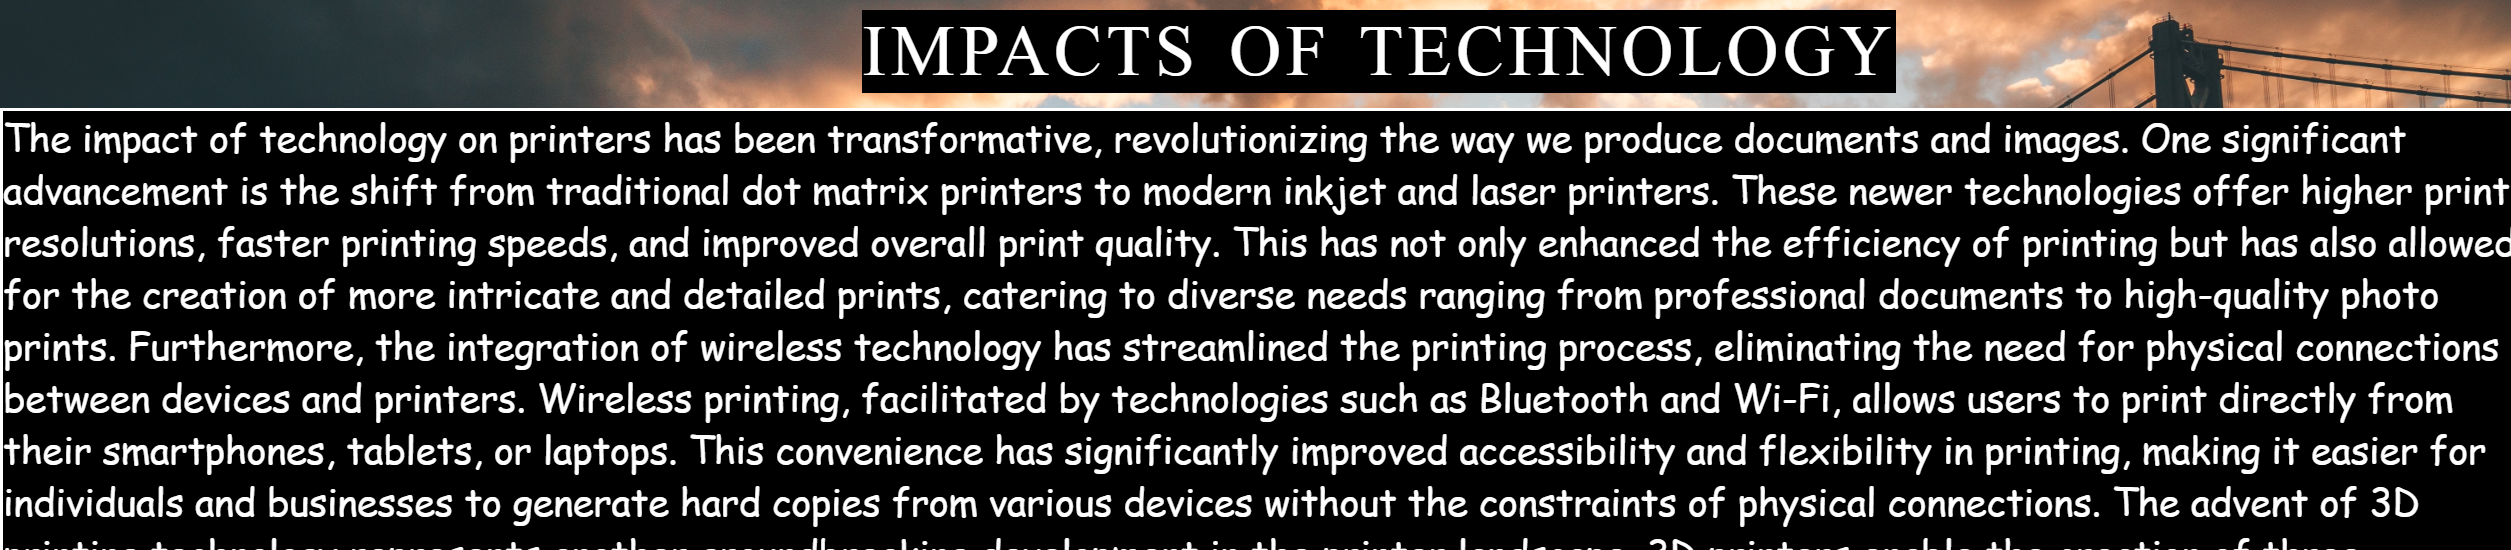 IMPACTS OF TECHNOLOGY
The impact of technology on printers has been transformative, revolutionizing the way we produce documents and images. One significant
advancement is the shift from traditional dot matrix printers to modern inkjet and laser printers. These newer technologies offer higher print
resolutions, faster printing speeds, and improved overall print quality. This has not only enhanced the efficiency of printing but has also allowed
for the creation of more intricate and detailed prints, catering to diverse needs ranging from professional documents to high-quality photo
prints. Furthermore, the integration of wireless technology has streamlined the printing process, eliminating the need for physical connections
between devices and printers. Wireless printing, facilitated by technologies such as Bluetooth and Wi-Fi, allows users to print directly from
their smartphones, tablets, or laptops. This convenience has significantly improved accessibility and flexibility in printing, making it easier for
individuals and businesses to generate hard copies from various devices without the constraints of physical connections. The advent of 3D